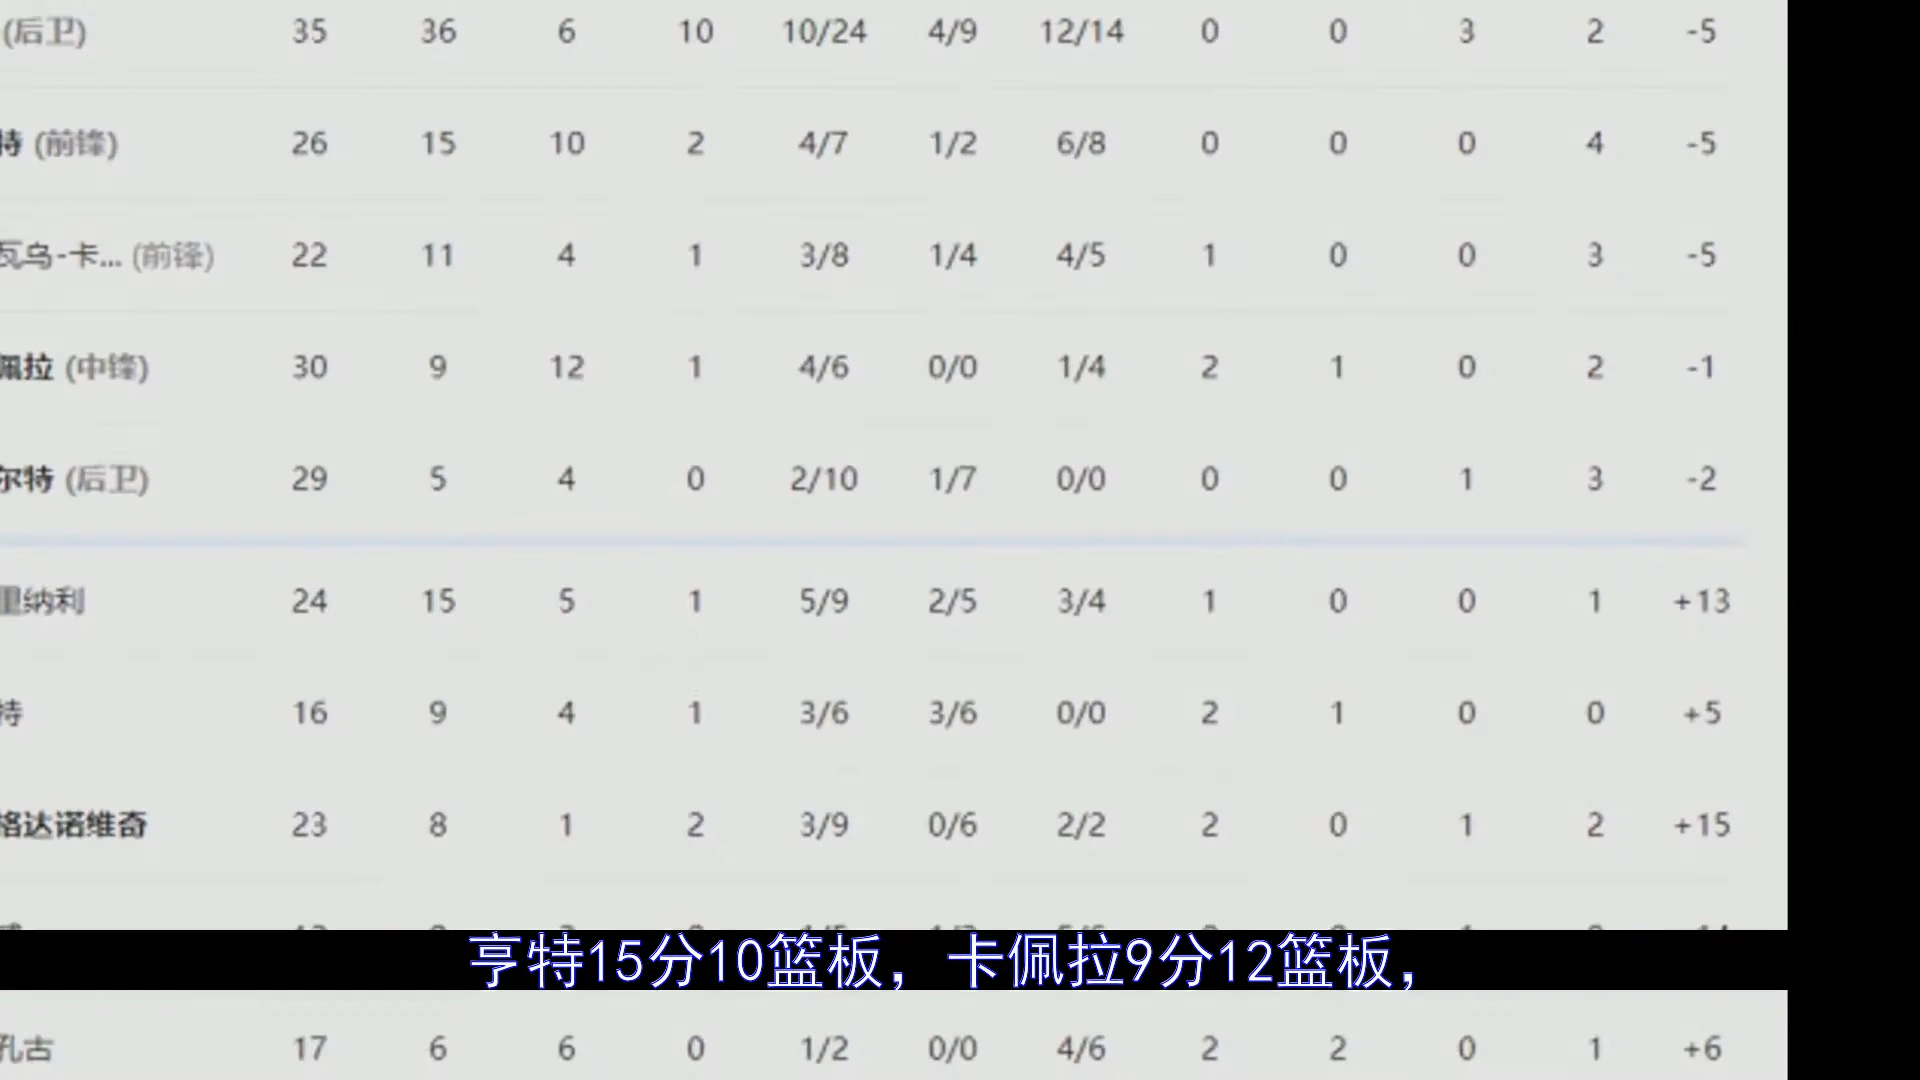 (后卫) 35 36 6 10 10/24 4/9 12/14 0 0 3 2 -5
特 (前锋) 26 15 10 2 4/7 1/2 6/8 0 0 0 4 -5
瓦乌-卡... (前锋) 22 11 4 1 3/8 1/4 4/5 1 0 0 3 -5
佩拉 (中锋) 30 9 12 1 4/6 0/0 1/4 2 1 0 2 -1
尔特 (后卫) 29 5 4 0 2/10 1/7 0/0 0 0 1 3 -2
里纳利 24 15 5 1 5/9 2/5 3/4 1 0 0 1 +13
特 16 9 4 1 3/6 3/6 0/0 2 1 0 0 +5
格达诺维奇 23 8 1 2 3/9 0/6 2/2 2 0 1 2 +15
亨特15分10篮板，卡佩拉9分12篮板，
孔古 17 6 6 0 1/2 0/0 4/6 2 2 0 1 +6